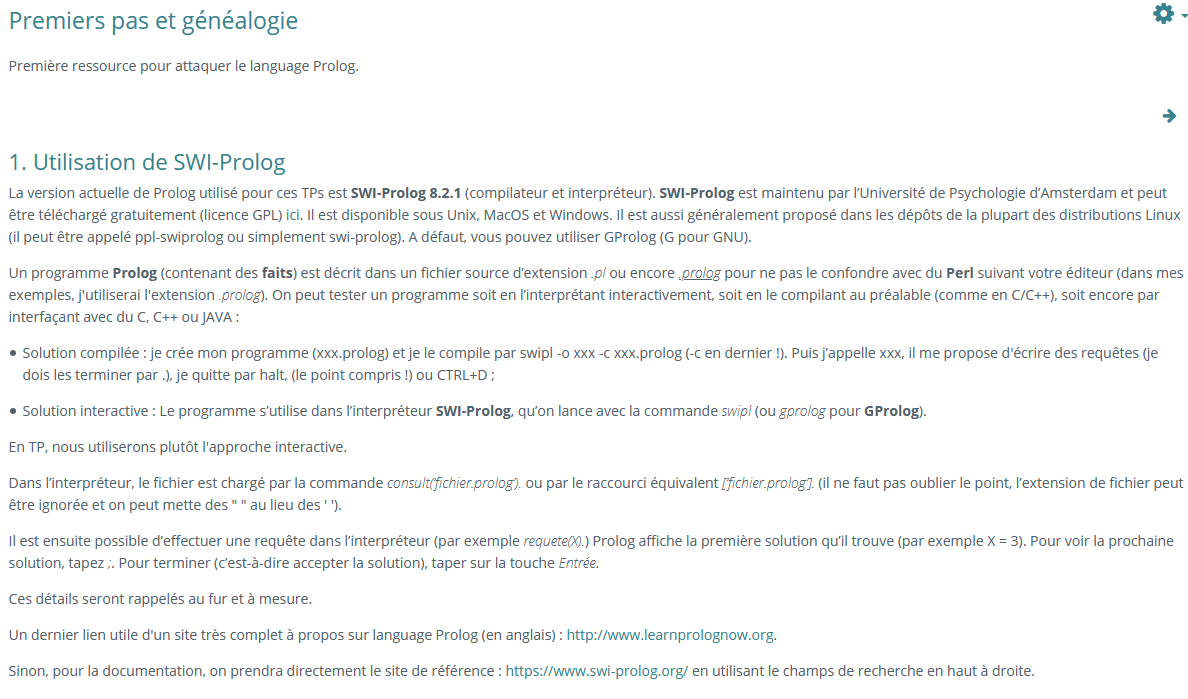 Premiers pas et généalogie
Première ressource pour attaquer le language Prolog.
1. Utilisation de SWI-Prolog
La version actuelle de Prolog utilisé pour ces TPs est SWI-Prolog 8.2.1 (compilateur et interpréteur). SWI-Prolog est maintenu par l’Université de Psychologie d’Amsterdam et peut
être téléchargé gratuitement (licence GPL) ici. Il est disponible sous Unix, MacOS et Windows. Il est aussi généralement proposé dans les dépôts de la plupart des distributions Linux
(il peut être appelé ppl-swiprolog ou simplement swi-prolog). A défaut, vous pouvez utiliser GProlog (G pour GNU).
Un programme Prolog (contenant des faits) est décrit dans un fichier source d’extension .pl ou encore .prolog pour ne pas le confondre avec du Perl suivant votre éditeur (dans mes
exemples, j'utiliserai l'extension .prolog). On peut tester un programme soit en l’interprétant interactivement, soit en le compilant au préalable (comme en C/C++), soit encore par
interfaçant avec du C, C++ ou JAVA :
• Solution compilée : je crée mon programme (xxx.prolog) et je le compile par swipl -o xxx -c xxx.prolog (-c en dernier !). Puis j’appelle xxx, il me propose d'écrire des requêtes (je
dois les terminer par .), je quitte par halt, (le point compris !) ou CTRL+D ;
• Solution interactive : Le programme s’utilise dans l’interpréteur SWI-Prolog, qu’on lance avec la commande swipl (ou gprolog pour GProlog).
En TP, nous utiliserons plutôt l'approche interactive.
Dans l’interpréteur, le fichier est chargé par la commande consult('fichier.prolog'). ou par le raccourci équivalent ['fichier.prolog']. (il ne faut pas oublier le point, l’extension de fichier peut
être ignorée et on peut mette des " " au lieu des ' ').
Il est ensuite possible d’effectuer une requête dans l’interpréteur (par exemple requete(X).) Prolog affiche la première solution qu’il trouve (par exemple X = 3). Pour voir la prochaine
solution, tapez ;. Pour terminer (c’est-à-dire accepter la solution), taper sur la touche Entrée.
Ces détails seront rappelés au fur et à mesure.
Un dernier lien utile d'un site très complet à propos sur language Prolog (en anglais) : http://www.learnprolognow.org.
Sinon, pour la documentation, on prendra directement le site de référence : https://www.swi-prolog.org/ en utilisant le champs de recherche en haut à droite.